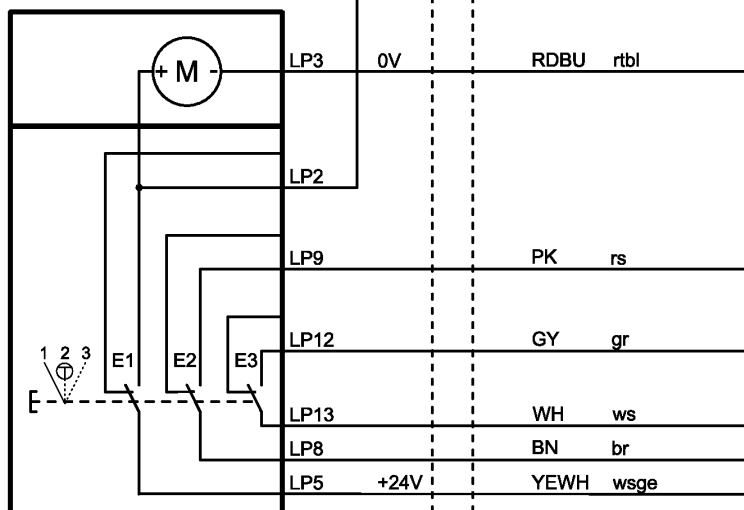 + M - LP3 0V RDBU rtbl
LP2
LP9 PK rs
LP12 GY gr
1 2 3 E1 E2 E3
T
LP13 WH ws
LP8 BN br
LP5 +24V YEWH wsge